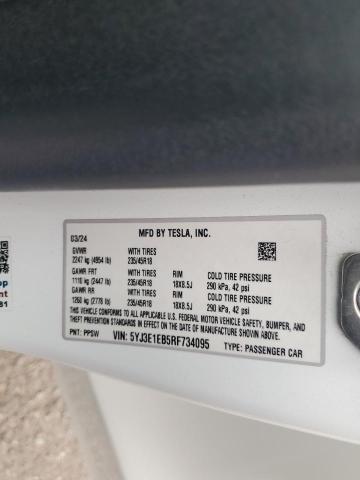 03/24 MFD BY TESLA, INC.
GVWR WITH TIRES
2247 kg (4954 lb) 235/45R18
GAWR FRT WITH TIRES RIM COLD TIRE PRESSURE
1110 kg (2447 lb) 235/45R18 18X8.5J 290 kPa, 42 psi
GAWR RR WITH TIRES RIM COLD TIRE PRESSURE
1260 kg (2778 lb) 235/45R18 18X8.5J 290 kPa, 42 psi
THIS VEHICLE CONFORMS TO ALL APPLICABLE U.S. FEDERAL MOTOR VEHICLE SAFETY, BUMPER, AND
THEFT PREVENTION STANDARDS IN EFFECT ON THE DATE OF MANUFACTURE SHOWN ABOVE.
PNT: PPSW VIN: 5YJ3E1EB5RF734095 TYPE: PASSENGER CAR
op
nt
81